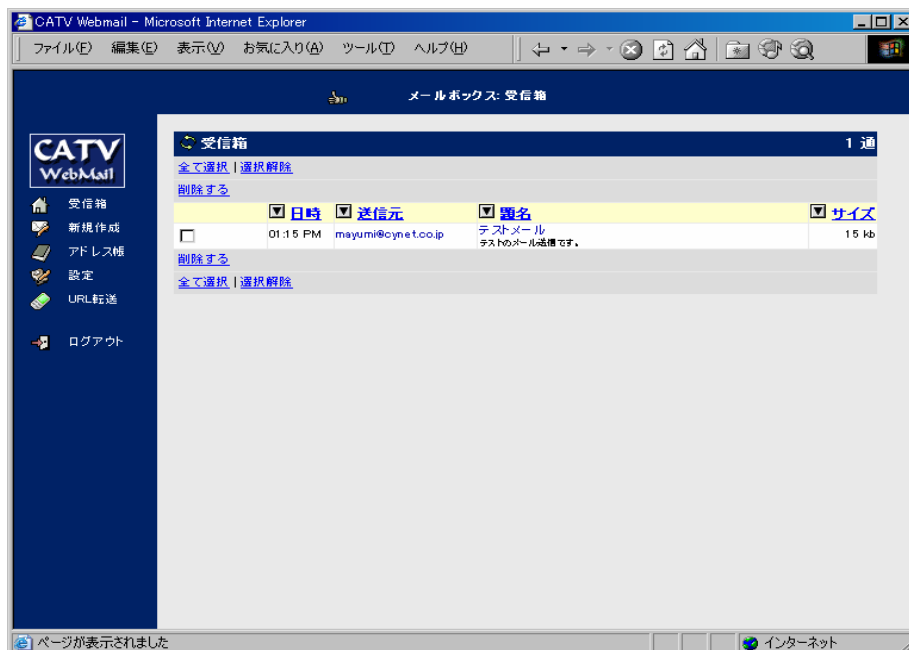 CATV Webmail - Microsoft Internet Explorer
ファイル(F) 編集(E) 表示(V) お気に入り(A) ツール(T) ヘルプ(H)
メールボックス: 受信箱
CATV
WebMail
受信箱
新規作成
アドレス帳
設定
URL転送
ログアウト
受信箱 1 通
全て選択 | 選択解除
削除する
日時 送信元 題名 サイズ
01:15 PM mayumi@cynet.co.jp テストメール 15 kb
テストのメール送信です。
削除する
全て選択 | 選択解除
ページが表示されました インターネット